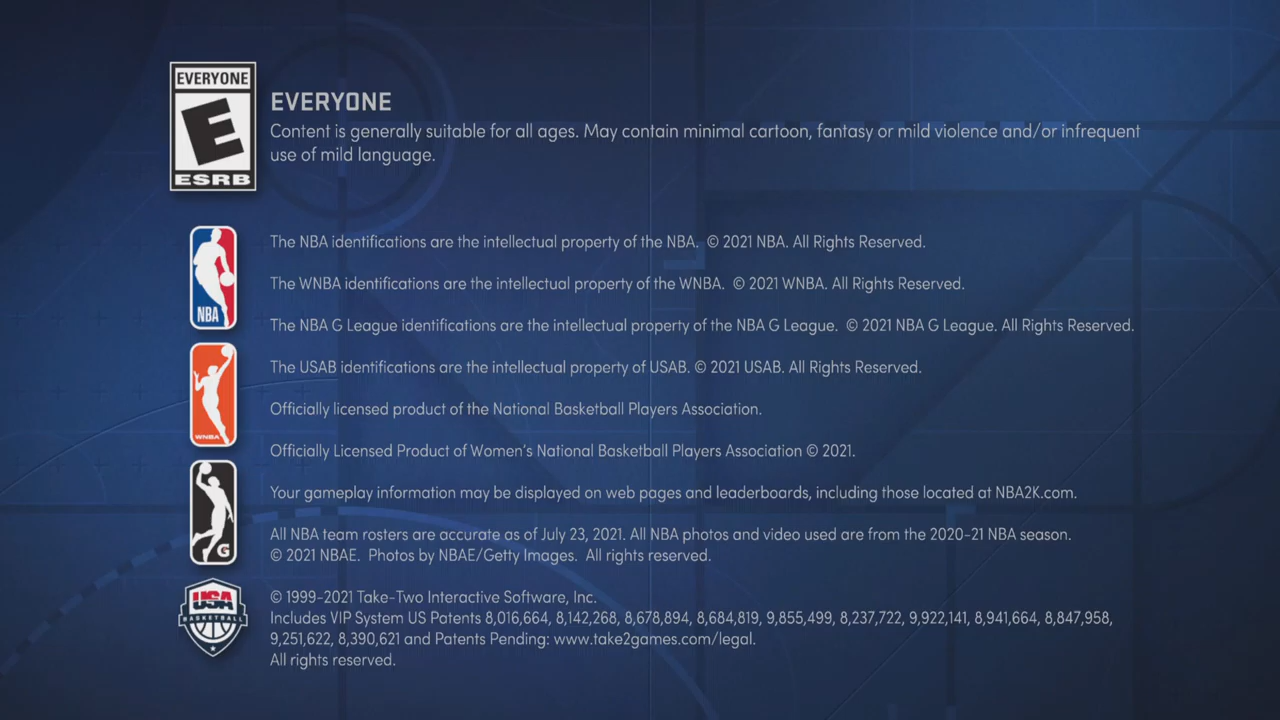 EVERYONE
E
ESRB
EVERYONE
Content is generally suitable for all ages. May contain minimal cartoon, fantasy or mild violence and/or infrequent
use of mild language.
NBA
The NBA identifications are the intellectual property of the NBA.  © 2021 NBA. All Rights Reserved.
The WNBA identifications are the intellectual property of the WNBA.  © 2021 WNBA. All Rights Reserved.
The NBA G League identifications are the intellectual property of the NBA G League.  © 2021 NBA G League. All Rights Reserved.
WNBA
The USAB identifications are the intellectual property of USAB. © 2021 USAB. All Rights Reserved.
Officially licensed product of the National Basketball Players Association.
Officially Licensed Product of Women's National Basketball Players Association © 2021.
G
Your gameplay information may be displayed on web pages and leaderboards, including those located at NBA2K.com.
All NBA team rosters are accurate as of July 23, 2021. All NBA photos and video used are from the 2020-21 NBA season.
© 2021 NBAE.  Photos by NBAE/Getty Images.  All rights reserved.
USA
BASKETBALL
© 1999-2021 Take-Two Interactive Software, Inc.
Includes VIP System US Patents 8,016,664, 8,142,268, 8,678,894, 8,684,819, 9,855,499, 8,237,722, 9,922,141, 8,941,664, 8,847,958,
9,251,622, 8,390,621 and Patents Pending: www.take2games.com/legal.
All rights reserved.